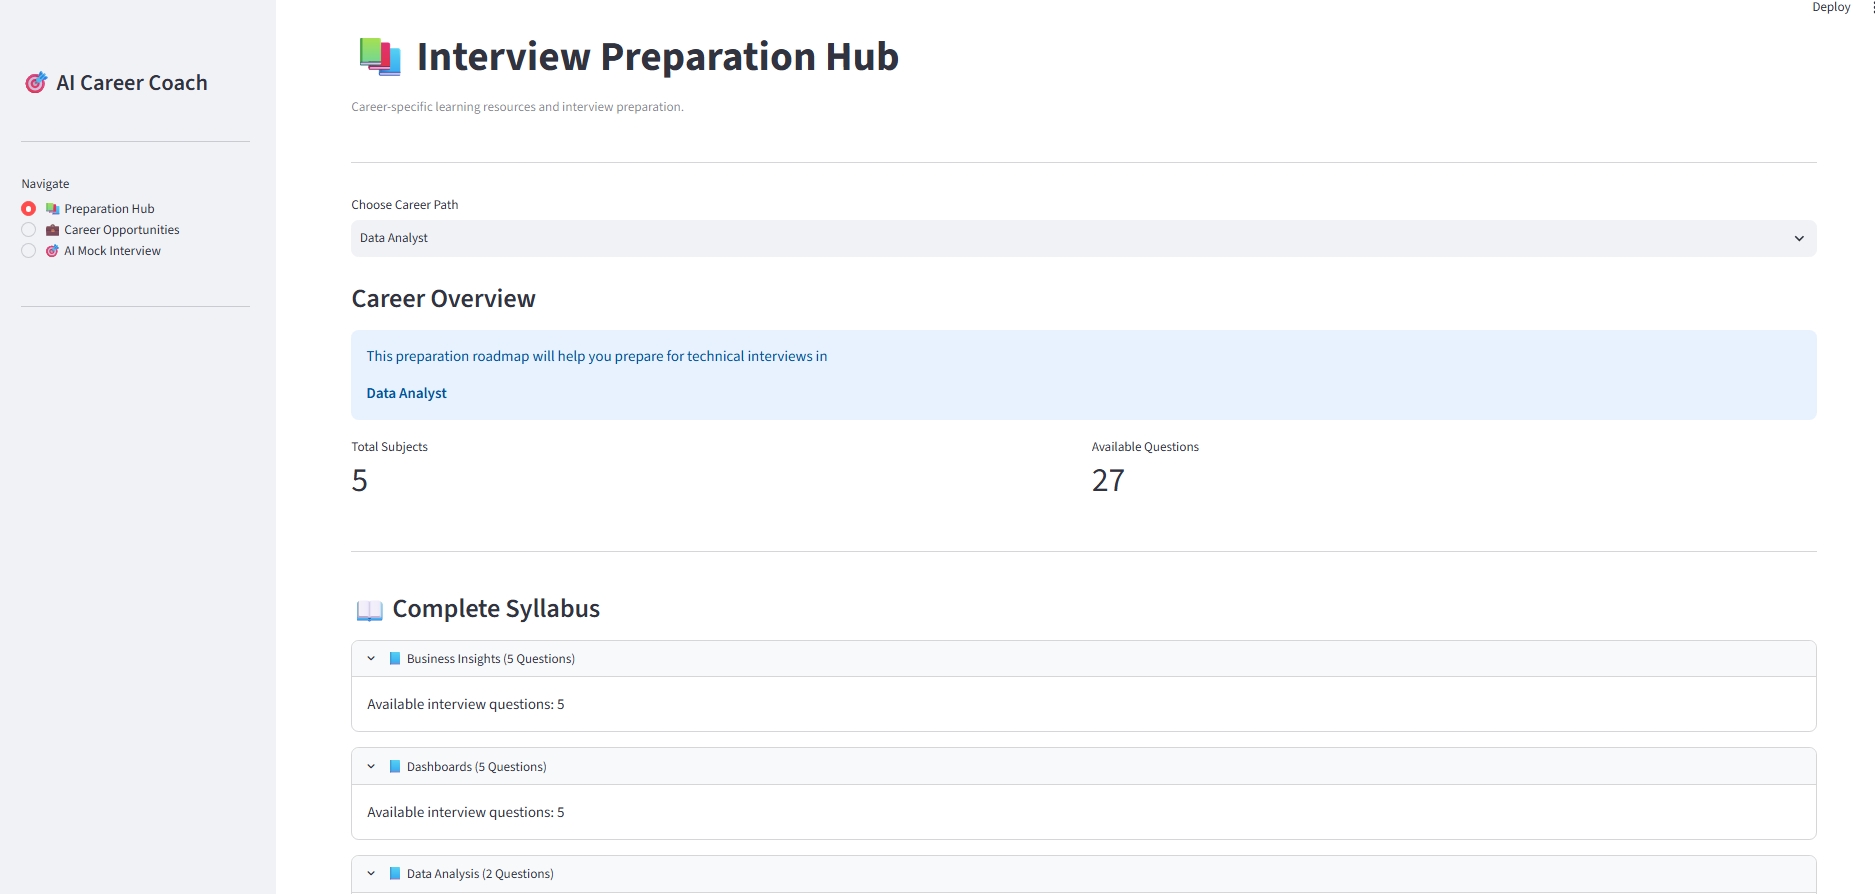 Deploy
AI Career Coach
Navigate
Preparation Hub
Career Opportunities
AI Mock Interview
Interview Preparation Hub
Career-specific learning resources and interview preparation.
Choose Career Path
Data Analyst
Career Overview
This preparation roadmap will help you prepare for technical interviews in
Data Analyst
Total Subjects
5
Available Questions
27
Complete Syllabus
Business Insights (5 Questions)
Available interview questions: 5
Dashboards (5 Questions)
Available interview questions: 5
Data Analysis (2 Questions)